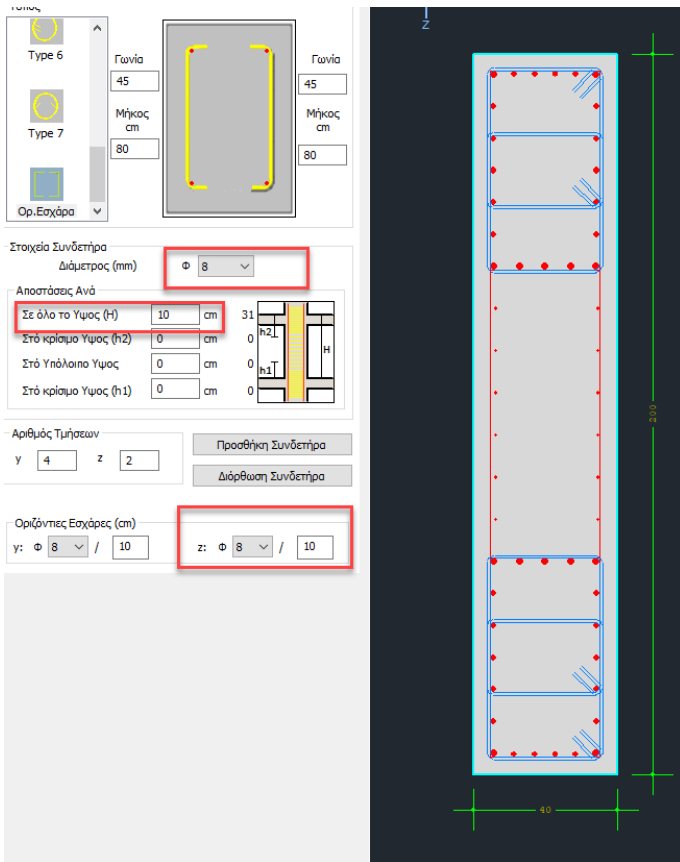 Τύπος
Type 6
Type 7
Ορ.Εσχάρα
Γωνία
45
Μήκος
cm
80
Γωνία
45
Μήκος
cm
80
Στοιχεία Συνδετήρα
Διάμετρος (mm) Φ 8
Αποστάσεις Ανά
Σε όλο το Υψος (H) 10 cm 31
Στό κρίσιμο Υψος (h2) 0 cm 0
Στό Υπόλοιπο Υψος 0 cm 0
Στό κρίσιμο Υψος (h1) 0 cm 0
h2
H
h1
Αριθμός Τμήσεων
y 4 z 2
Προσθήκη Συνδετήρα
Διόρθωση Συνδετήρα
Οριζόντιες Εσχάρες (cm)
y: Φ 8 / 10 z: Φ 8 / 10
z
200
40